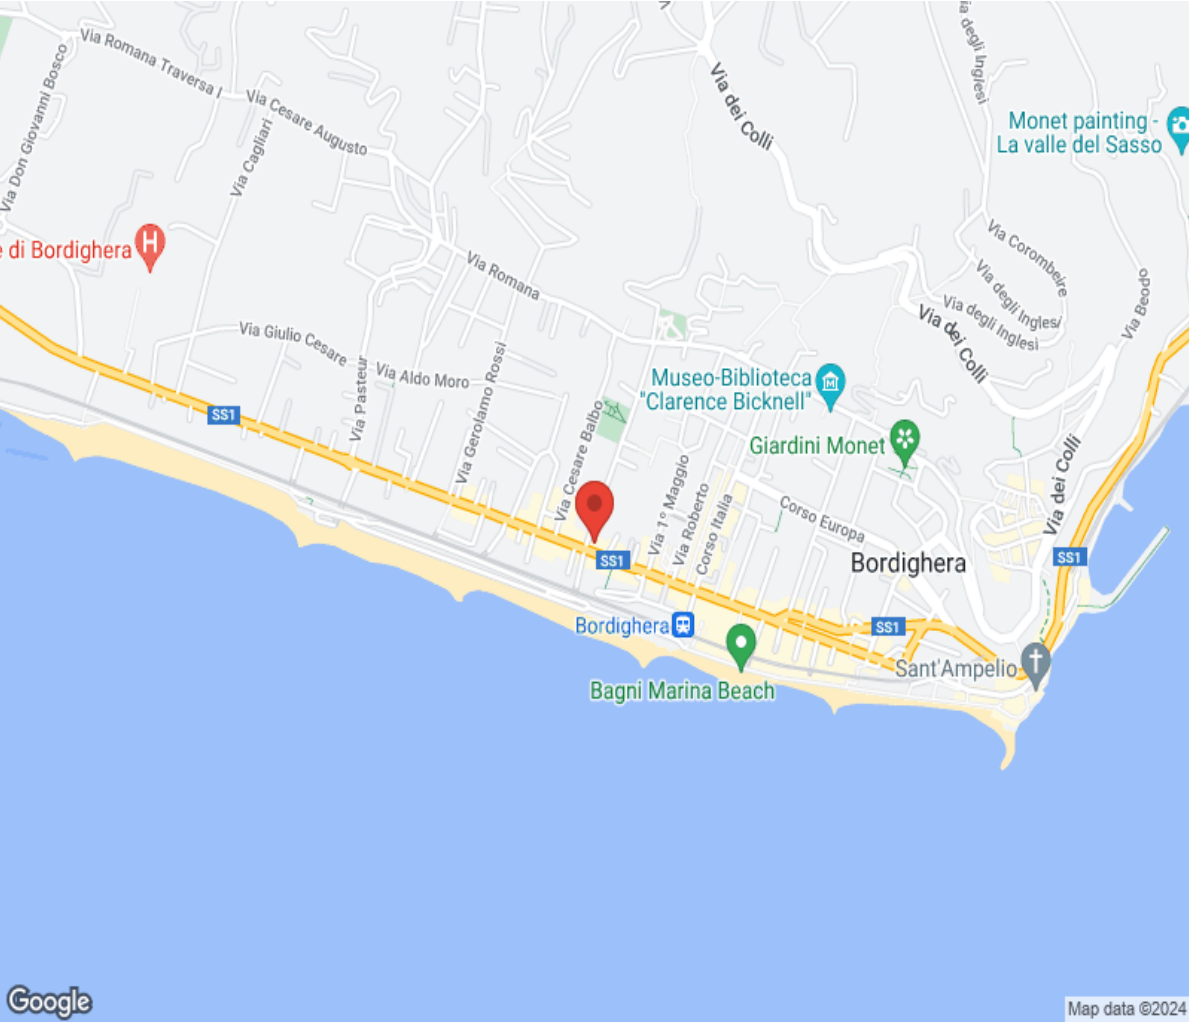 Via Romana Traversa I
Via degli Inglesi
Via Don Giovanni Bosco
Via Cesare Augusto
Via dei Colli
Monet painting -
La valle del Sasso
Via Cagliari
e di Bordighera
H
Via Romana
Via Corombeire
Via degli Inglesi
Via degli Inglesi
Via Beodo
Via dei Colli
Via Giulio Cesare
Via Aldo Moro
Via Pasteur
Via Gerolamo Rossi
Museo-Biblioteca
"Clarence Bicknell"
SS1
Via Cesare Balbo
Giardini Monet
Via dei Colli
Via 1° Maggio
Via Roberto
Corso Italia
Corso Europa
SS1
Bordighera
SS1
Bordighera
SS1
Sant'Ampelio
Bagni Marina Beach
Google
Map data ©2024